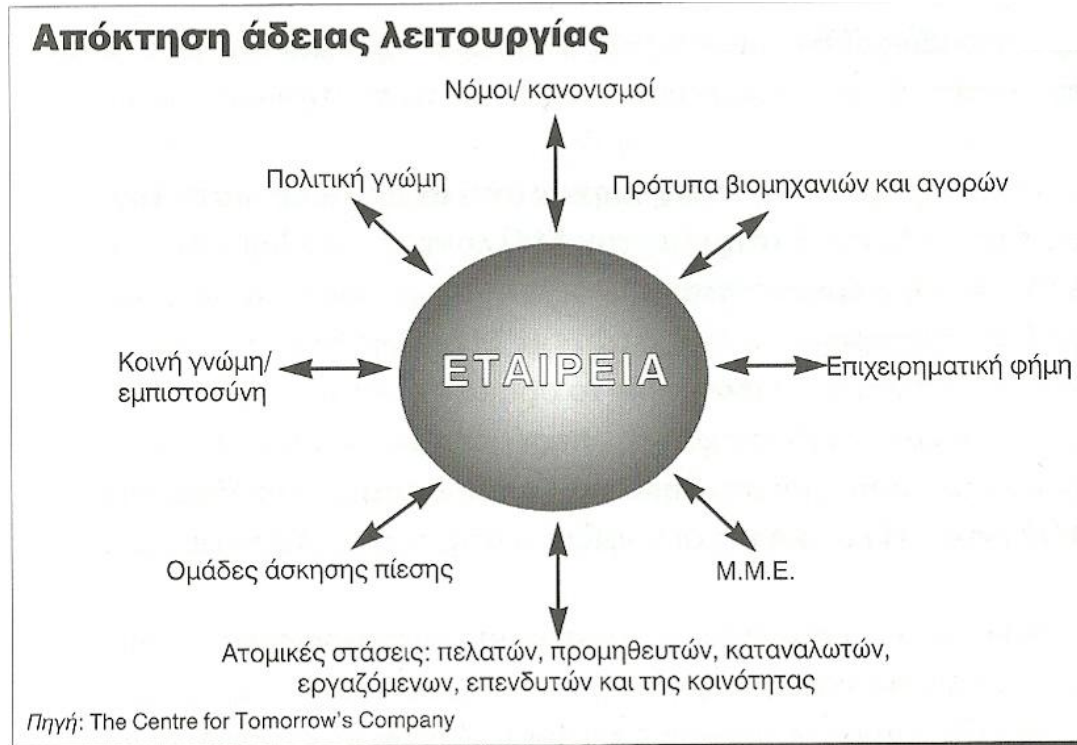 Απόκτηση άδειας λειτουργίας
Νόμοι/ κανονισμοί
Πολιτική γνώμη
Πρότυπα βιομηχανιών και αγορών
Κοινή γνώμη/
εμπιστοσύνη
ΕΤΑΙΡΕΙΑ
Επιχειρηματική φήμη
Ομάδες άσκησης πίεσης
Μ.Μ.Ε.
Ατομικές στάσεις: πελατών, προμηθευτών, καταναλωτών,
εργαζόμενων, επενδυτών και της κοινότητας
Πηγή: The Centre for Tomorrow's Company